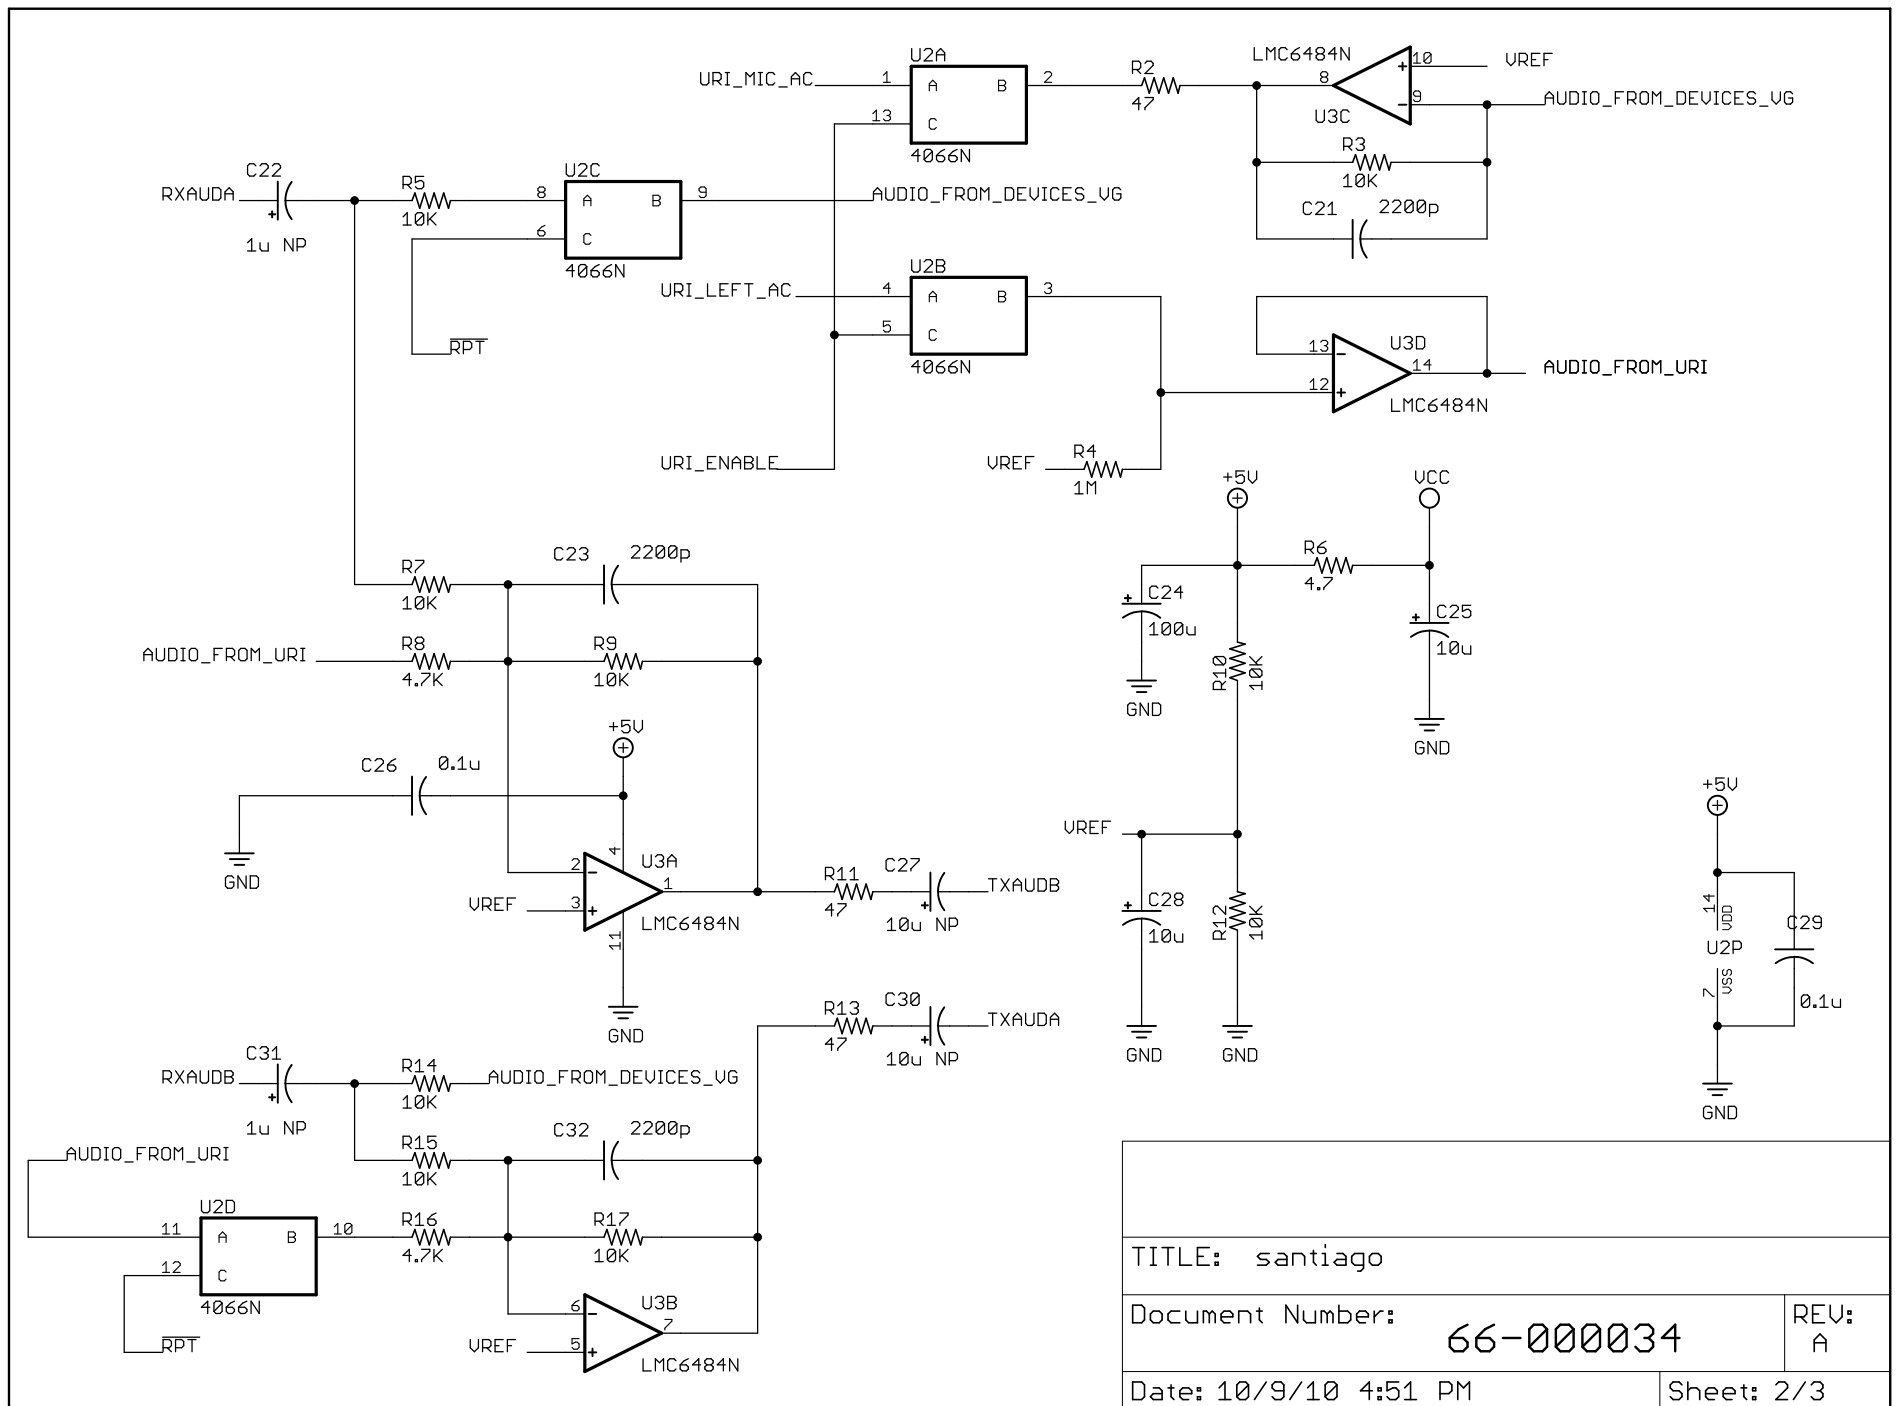 U2A
URI_MIC_AC
1
A
B
2
13
C
4066N
R2
47
LMC6484N
8
+
10
VREF
-
9
AUDIO_FROM_DEVICES_VG
U3C
R3
10K
C21
2200p
C22
RXAUDA
+
1u NP
R5
10K
U2C
8
A
B
9
AUDIO_FROM_DEVICES_VG
6
C
4066N
RPT
U2B
URI_LEFT_AC
4
A
B
3
5
C
4066N
13
-
U3D
14
AUDIO_FROM_URI
12
+
LMC6484N
URI_ENABLE
VREF
R4
1M
+5V
VCC
R6
4.7
+
C24
100u
GND
+
C25
10u
GND
R10
10K
R7
10K
C23
2200p
AUDIO_FROM_URI
R8
4.7K
R9
10K
+5V
C26
0.1u
GND
4
U3A
2
-
1
VREF
3
+
LMC6484N
11
GND
R11
47
C27
+
10u NP
TXAUDB
VREF
+
C28
10u
GND
R12
10K
GND
+5V
14
VDD
U2P
C29
7
VSS
0.1u
GND
R13
47
C30
+
10u NP
TXAUDA
C31
RXAUDB
+
1u NP
R14
10K
AUDIO_FROM_DEVICES_VG
R15
10K
C32
2200p
AUDIO_FROM_URI
U2D
11
A
B
10
12
C
4066N
RPT
R16
4.7K
R17
10K
6
-
U3B
7
VREF
5
+
LMC6484N
TITLE: santiago
Document Number:
66-000034
REV:
A
Date: 10/9/10 4:51 PM
Sheet: 2/3